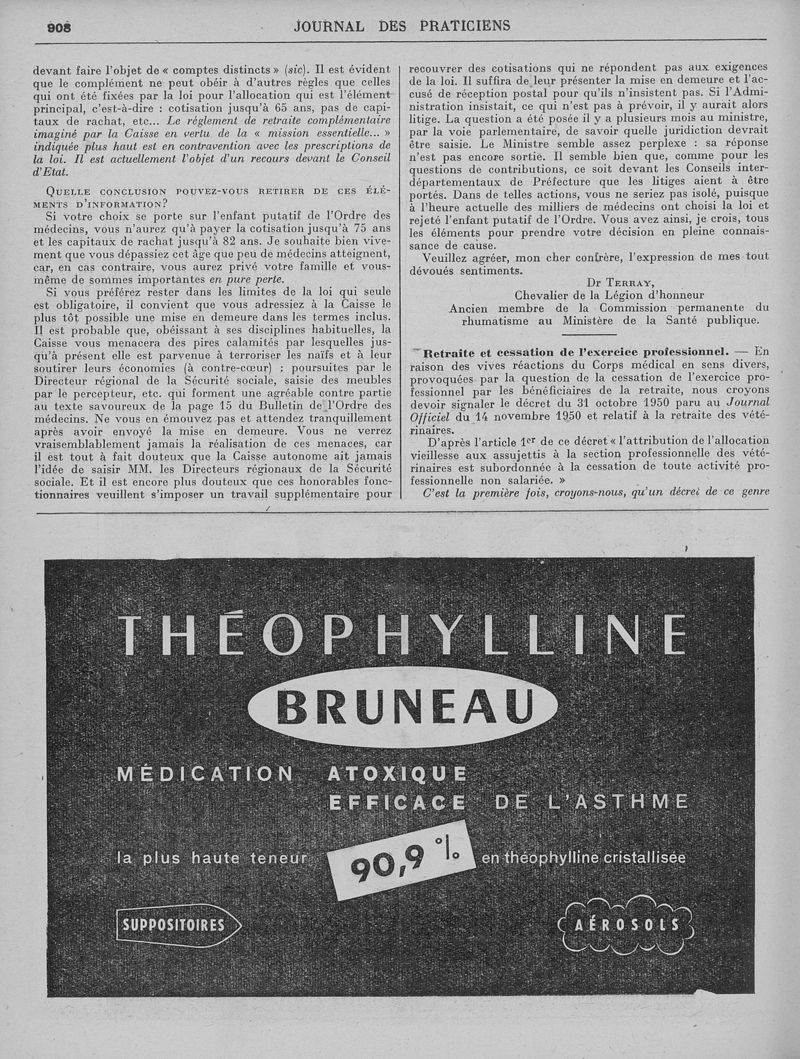 908
JOURNAL DES PRATICIENS
devant faire l'objet de « comptes distincts » (sic). Il est évident
que le complément ne peut obéir à d'autres règles que celles
qui ont été fixées par la loi pour l'allocation qui est l'élément
principal, c'est-à-dire : cotisation jusqu'à 65 ans, pas de capi-
taux de rachat, etc... Le règlement de retraite complémentaire
imaginé par la Caisse en vertu de la « mission essentielle... »
indiquée plus haut est en contravention avec les prescriptions de
la loi. Il est actuellement l'objet d'un recours devant le Conseil
d'Etat.
QUELLE CONCLUSION POUVEZ-VOUS RETIRER DE CES ÉLÉ-
MENTS D'INFORMATION?
Si votre choix se porte sur l'enfant putatif de l'Ordre des
médecins, vous n'aurez qu'à payer la cotisation jusqu'à 75 ans
et les capitaux de rachat jusqu'à 82 ans. Je souhaite bien vive-
ment que vous dépassiez cet âge que peu de médecins atteignent,
car, en cas contraire, vous aurez privé votre famille et vous-
même de sommes importantes en pure perte.
Si vous préférez rester dans les limites de la loi qui seule
est obligatoire, il convient que vous adressiez à la Caisse le
plus tôt possible une mise en demeure dans les termes inclus.
Il est probable que, obéissant à ses disciplines habituelles, la
Caisse vous menacera des pires calamités par lesquelles jus-
qu'à présent elle est parvenue à terroriser les naïfs et à leur
soutirer leurs économies (à contre-cœur) : poursuites par le
Directeur régional de la Sécurité sociale, saisie des meubles
par le percepteur, etc. qui forment une agréable contre partie
au texte savoureux de la page 15 du Bulletin de l'Ordre des
médecins. Ne vous en émouvez pas et attendez tranquillement
après avoir envoyé la mise en demeure. Vous ne verrez
vraisemblablement jamais la réalisation de ces menaces, car
il est tout à fait douteux que la Caisse autonome ait jamais
l'idée de saisir MM. les Directeurs régionaux de la Sécurité
sociale. Et il est encore plus douteux que ces honorables fonc-
tionnaires veuillent s'imposer un travail supplémentaire pour
recouvrer des cotisations qui ne répondent pas aux exigences
de la loi. Il suffira de leur présenter la mise en demeure et l'ac-
cusé de réception postal pour qu'ils n'insistent pas. Si l'Admi-
nistration insistait, ce qui n'est pas à prévoir, il y aurait alors
litige. La question a été posée il y a plusieurs mois au ministre,
par la voie parlementaire, de savoir quelle juridiction devrait
être saisie. Le Ministre semble assez perplexe : sa réponse
n'est pas encore sortie. Il semble bien que, comme pour les
questions de contributions, ce soit devant les Conseils inter-
départementaux de Préfecture que les litiges aient à être
portés. Dans de telles actions, vous ne seriez pas isolé, puisque
à l'heure actuelle des milliers de médecins ont choisi la loi et
rejeté l'enfant putatif de l'Ordre. Vous avez ainsi, je crois, tous
les éléments pour prendre votre décision en pleine connais-
sance de cause.
Veuillez agréer, mon cher confrère, l'expression de mes tout
dévoués sentiments.
Dr TERRAY,
Chevalier de la Légion d'honneur
Ancien membre de la Commission permanente du
rhumatisme au Ministère de la Santé publique.
Retraite et cessation de l'exercice professionnel. — En
raison des vives réactions du Corps médical en sens divers,
provoquées par la question de la cessation de l'exercice pro-
fessionnel par les bénéficiaires de la retraite, nous croyons
devoir signaler le décret du 31 octobre 1950 paru au Journal
Officiel du 14 novembre 1950 et relatif à la retraite des vété-
rinaires.
D'après l'article 1er de ce décret « l'attribution de l'allocation
vieillesse aux assujettis à la section professionnelle des vété-
rinaires est subordonnée à la cessation de toute activité pro-
fessionnelle non salariée. »
C'est la première fois, croyons-nous, qu'un décret de ce genre
THÉOPHYLLINE
BRUNEAU
MÉDICATION ATOXIQUE
EFFICACE DE L'ASTHME
la plus haute teneur 90,9 % en théophylline cristallisée
SUPPOSITOIRES
AÉROSOLS